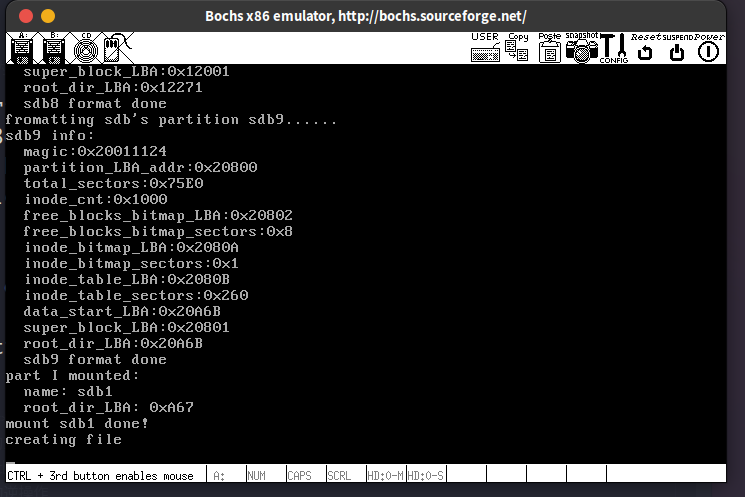 Bochs x86 emulator, http://bochs.sourceforge.net/
A: B: CD USER Copy Paste snapshot CONFIG Reset SUSPEND Power
super_block_LBA:0x12001
root_dir_LBA:0x12271
sdb8 format done
fromatting sdb's partition sdb9......
sdb9 info:
magic:0x20011124
partition_LBA_addr:0x20800
total_sectors:0x75E0
inode_cnt:0x1000
free_blocks_bitmap_LBA:0x20802
free_blocks_bitmap_sectors:0x8
inode_bitmap_LBA:0x2080A
inode_bitmap_sectors:0x1
inode_table_LBA:0x2080B
inode_table_sectors:0x260
data_start_LBA:0x20A6B
super_block_LBA:0x20801
root_dir_LBA:0x20A6B
sdb9 format done
part I mounted:
name: sdb1
root_dir_LBA: 0xA67
mount sdb1 done!
creating file
CTRL + 3rd button enables mouse A: NUM CAPS SCRL HD:0-M HD:0-S